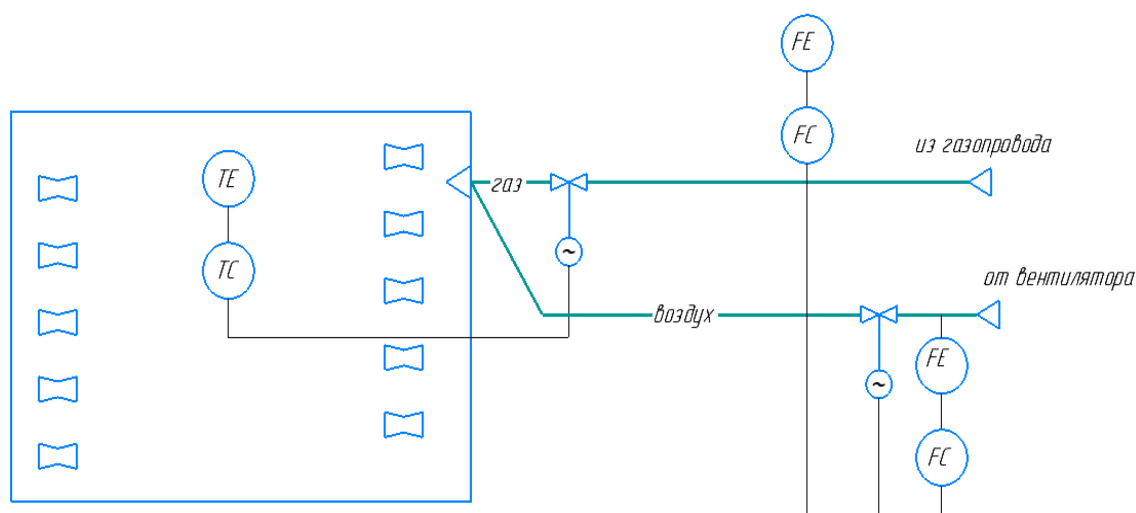 FE
FC
из газопровода
TE
газ
TC
~
от вентилятора
воздух
FE
~
FC